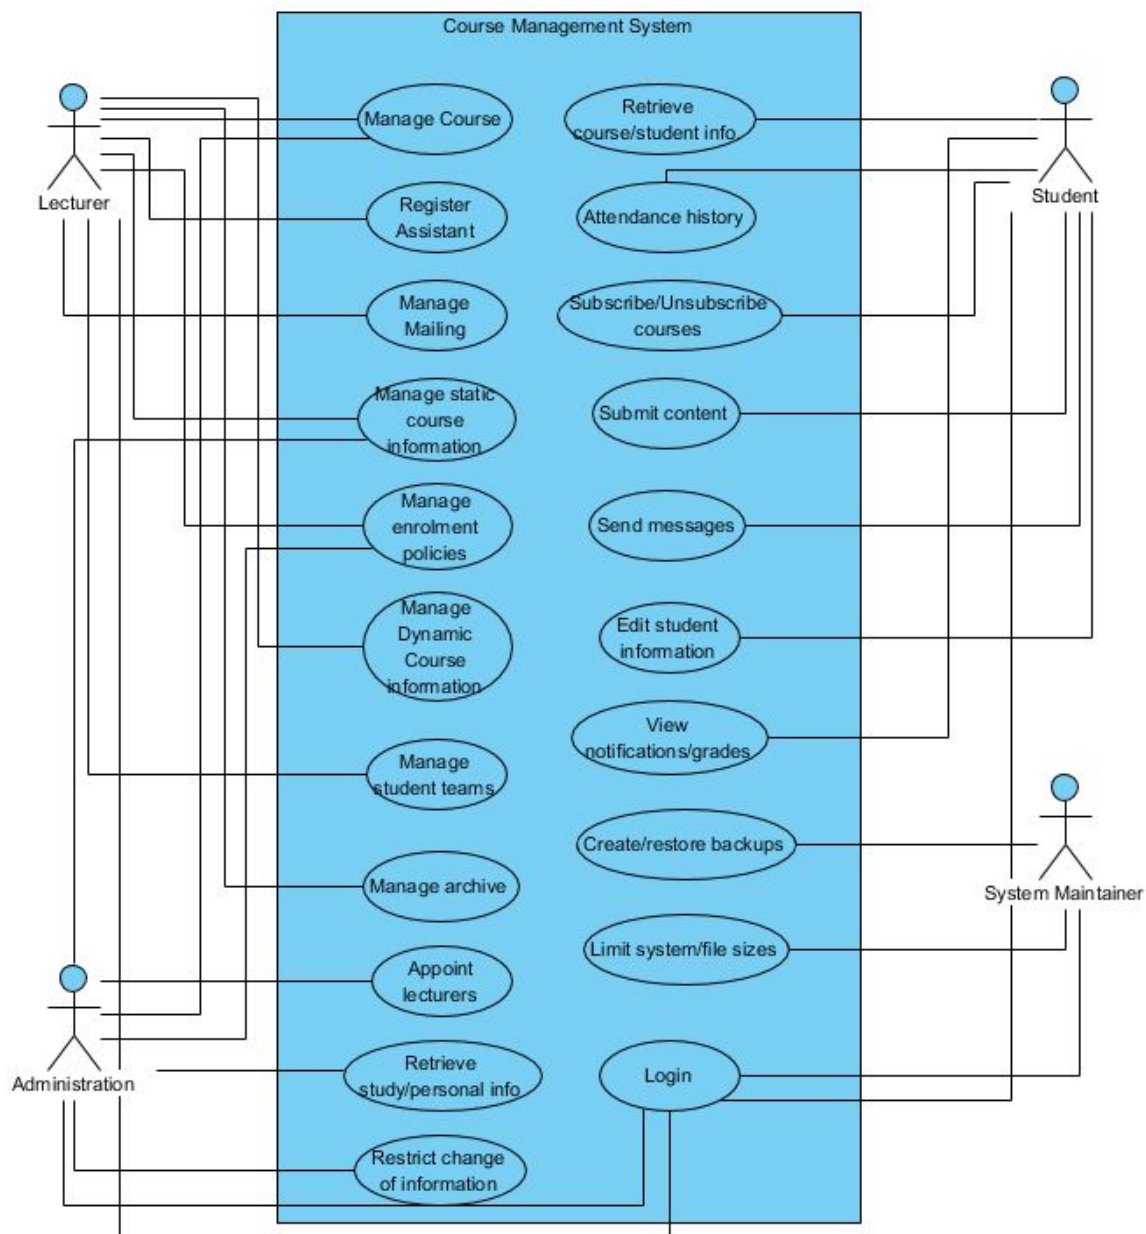 Course Management System
Lecturer
Manage Course
Register
Assistant
Manage
Mailing
Manage static
course
information
Manage
enrolment
policies
Manage
Dynamic
Course
information
Manage
student teams
Manage archive
Appoint
lecturers
Retrieve
study/personal info
Restrict change
of information
Administration
Retrieve
course/student info
Attendance history
Subscribe/Unsubscribe
courses
Submit content
Send messages
Edit student
information
View
notifications/grades
Create/restore backups
Limit system/file sizes
Login
Student
System Maintainer